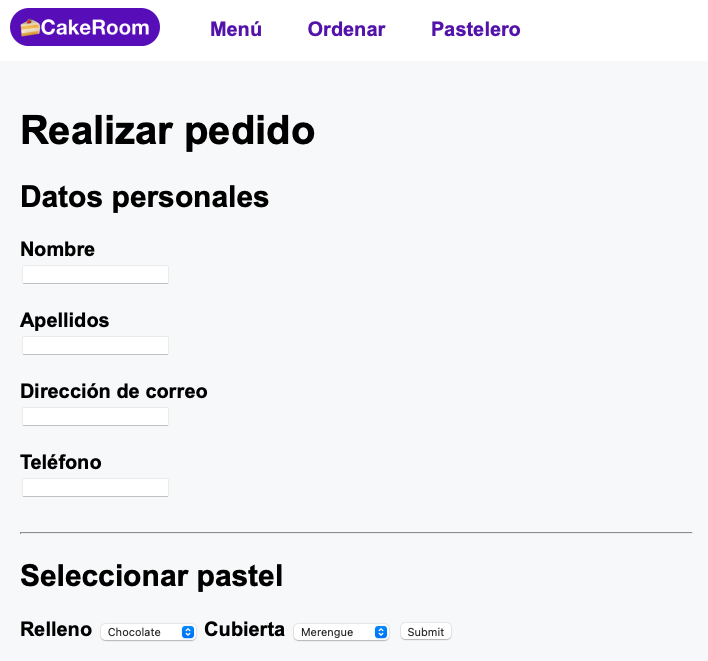 🍰CakeRoom Menú Ordenar Pastelero
Realizar pedido
Datos personales
Nombre
Apellidos
Dirección de correo
Teléfono
Seleccionar pastel
Relleno Chocolate Cubierta Merengue Submit